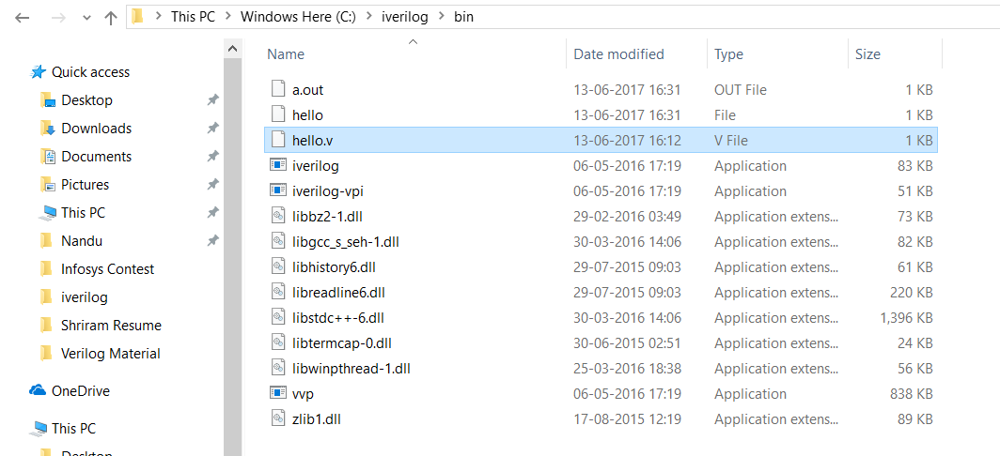 This PC > Windows Here (C:) > iverilog > bin
Quick access
Desktop
Downloads
Documents
Pictures
This PC
Nandu
Infosys Contest
iverilog
Shriram Resume
Verilog Material
OneDrive
This PC
Desktop
Name Date modified Type Size
a.out 13-06-2017 16:31 OUT File 1 KB
hello 13-06-2017 16:31 File 1 KB
hello.v 13-06-2017 16:12 V File 1 KB
iverilog 06-05-2016 17:19 Application 83 KB
iverilog-vpi 06-05-2016 17:19 Application 51 KB
libbz2-1.dll 29-02-2016 03:49 Application extens... 73 KB
libgcc_s_seh-1.dll 30-03-2016 14:06 Application extens... 82 KB
libhistory6.dll 29-07-2015 09:03 Application extens... 61 KB
libreadline6.dll 29-07-2015 09:03 Application extens... 220 KB
libstdc++-6.dll 30-03-2016 14:06 Application extens... 1,396 KB
libtermcap-0.dll 30-06-2015 02:51 Application extens... 24 KB
libwinpthread-1.dll 25-03-2016 18:38 Application extens... 56 KB
vvp 06-05-2016 17:19 Application 838 KB
zlib1.dll 17-08-2015 12:19 Application extens... 89 KB